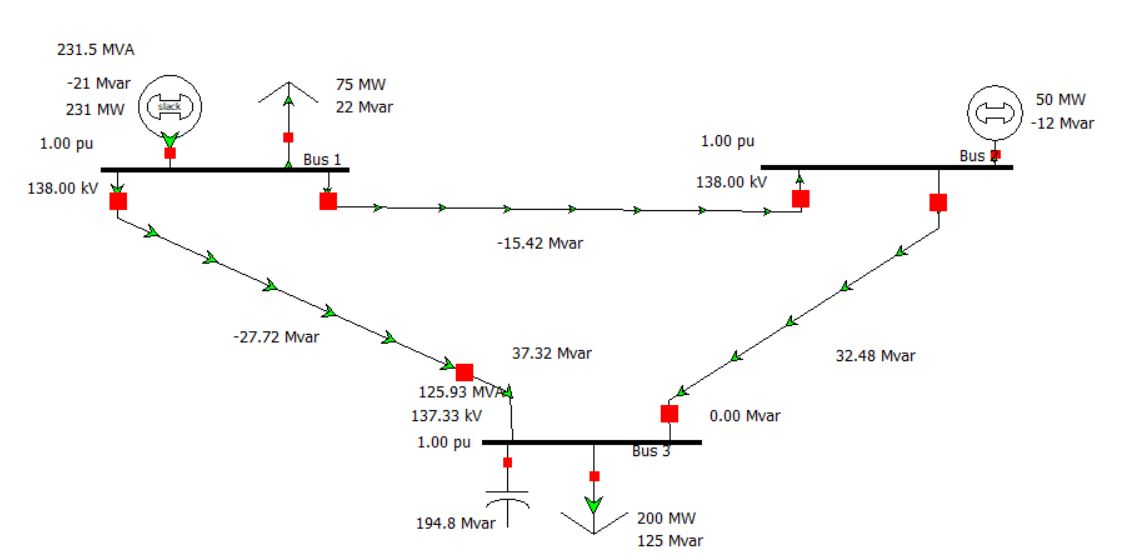 231.5 MVA
-21 Mvar
231 MW
slack
75 MW
22 Mvar
1.00 pu
Bus 1
138.00 kV
50 MW
-12 Mvar
1.00 pu
Bus 2
138.00 kV
-15.42 Mvar
-27.72 Mvar
37.32 Mvar
32.48 Mvar
125.93 MVA
137.33 kV
0.00 Mvar
1.00 pu
Bus 3
194.8 Mvar
200 MW
125 Mvar